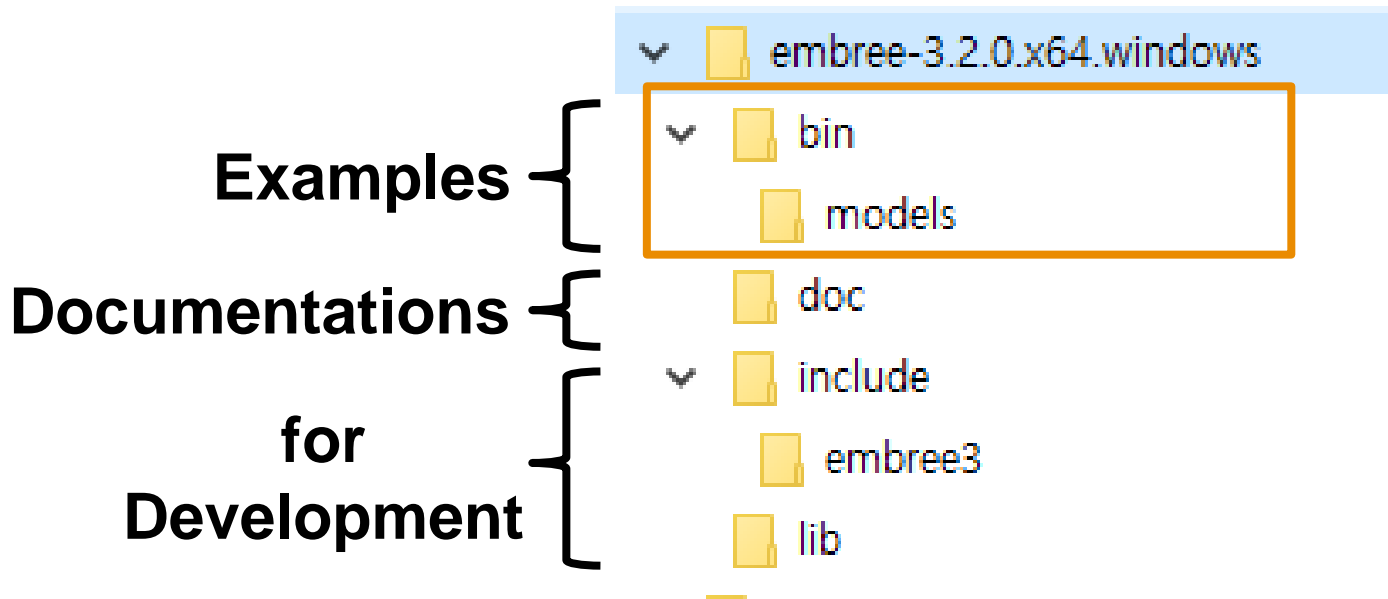 embree-3.2.0.x64.windows
Examples
bin
models
Documentations
doc
for
Development
include
embree3
lib